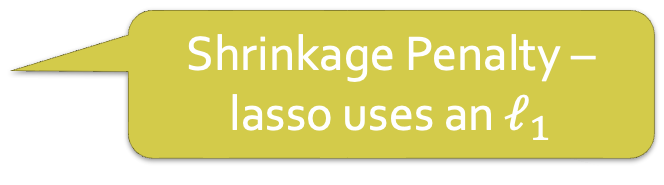 Shrinkage Penalty –
lasso uses an ℓ₁